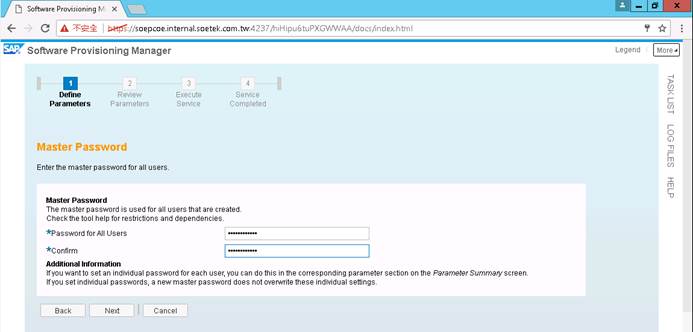 Software Provisioning M
不安全 | https://soepcoe.internal.soetek.com.tw:4237/hiHipu6tuPXGWWAA/docs/index.html
SAP Software Provisioning Manager
Legend More
1 2 3 4
Define Parameters
Review Parameters
Execute Service
Service Completed
TASK LIST
LOG FILES
HELP
Master Password
Enter the master password for all users.
Master Password
The master password is used for all users that are created.
Check the tool help for restrictions and dependencies.
*Password for All Users ••••••••••••
*Confirm ••••••••••••
Additional Information
If you want to set an individual password for each user, you can do this in the corresponding parameter section on the Parameter Summary screen.
If you set individual passwords, a new master password does not overwrite these individual settings.
Back Next Cancel